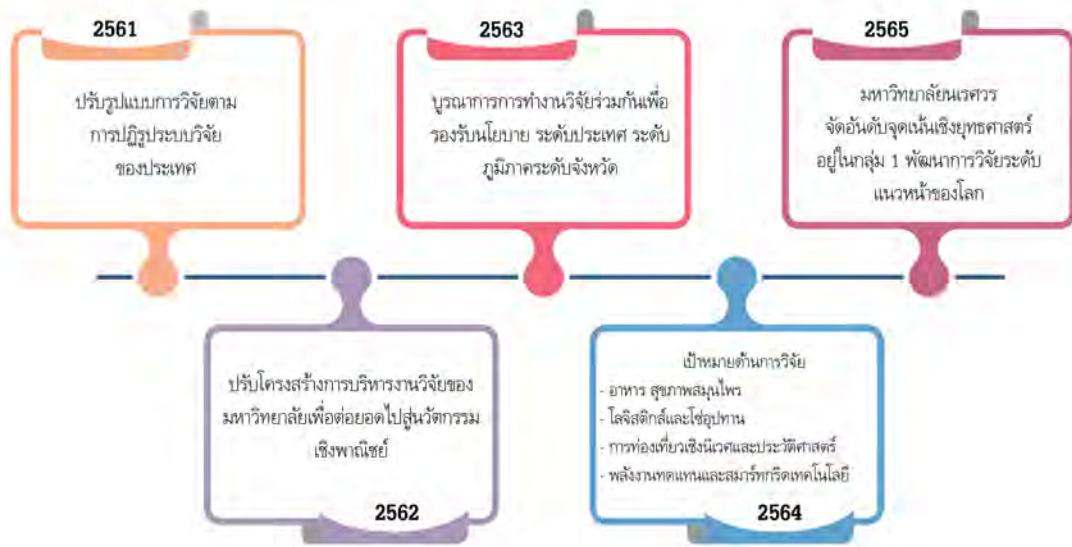 2561
ปรับรูปแบบการวิจัยตาม
การปฏิรูประบบวิจัย
ของประเทศ
ปรับโครงสร้างการบริหารงานวิจัยของ
มหาวิทยาลัยเพื่อต่อยอดไปสู่นวัตกรรม
เชิงพาณิชย์
2562
2563
บูรณาการการทำงานวิจัยร่วมกันเพื่อ
รองรับนโยบาย ระดับประเทศ ระดับ
ภูมิภาคระดับจังหวัด
เป้าหมายด้านการวิจัย
- อาหาร สุขภาพสมุนไพร
- โลจิสติกส์และโซ่อุปทาน
- การท่องเที่ยวเชิงนิเวศและประวัติศาสตร์
- พลังงานทดแทนและสมาร์ทกริดเทคโนโลยี
2564
2565
มหาวิทยาลัยนเรศวร
จัดอันดับจุดเน้นเชิงยุทธศาสตร์
อยู่ในกลุ่ม 1 พัฒนาการวิจัยระดับ
แนวหน้าของโลก